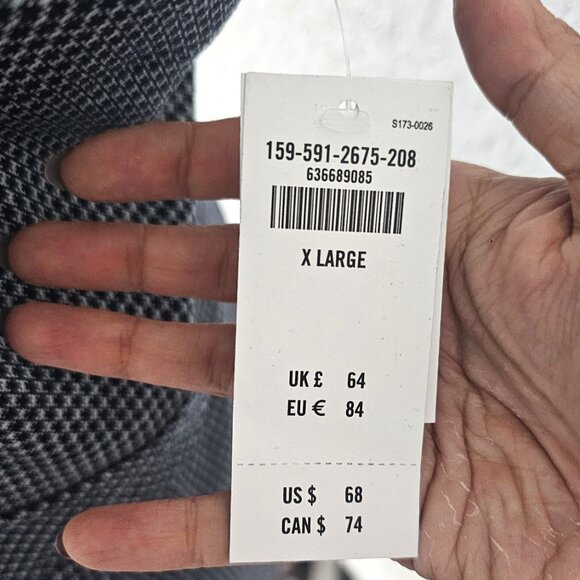 S173-0026
159-591-2675-208
636689085
X LARGE
UK £ 64
EU € 84
US $ 68
CAN $ 74